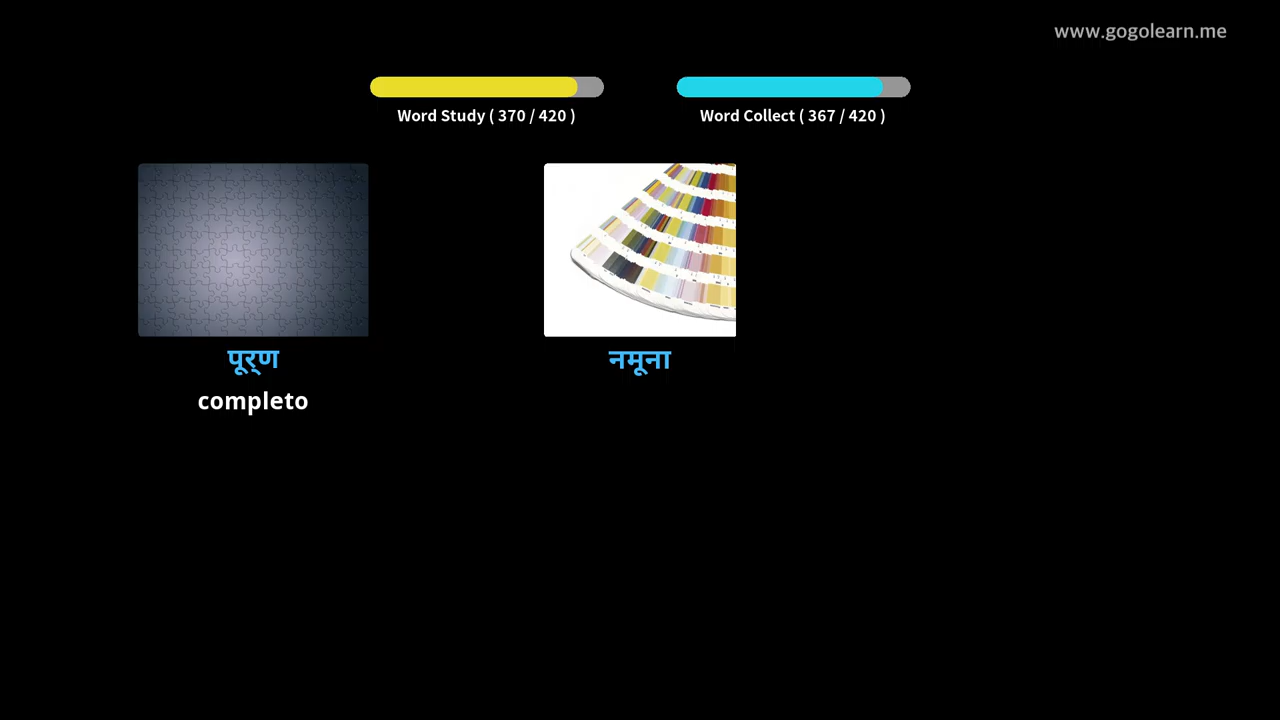 www.gogolearn.me
Word Study ( 370 / 420 )
Word Collect ( 367 / 420 )
पूर्ण
नमूना
completo